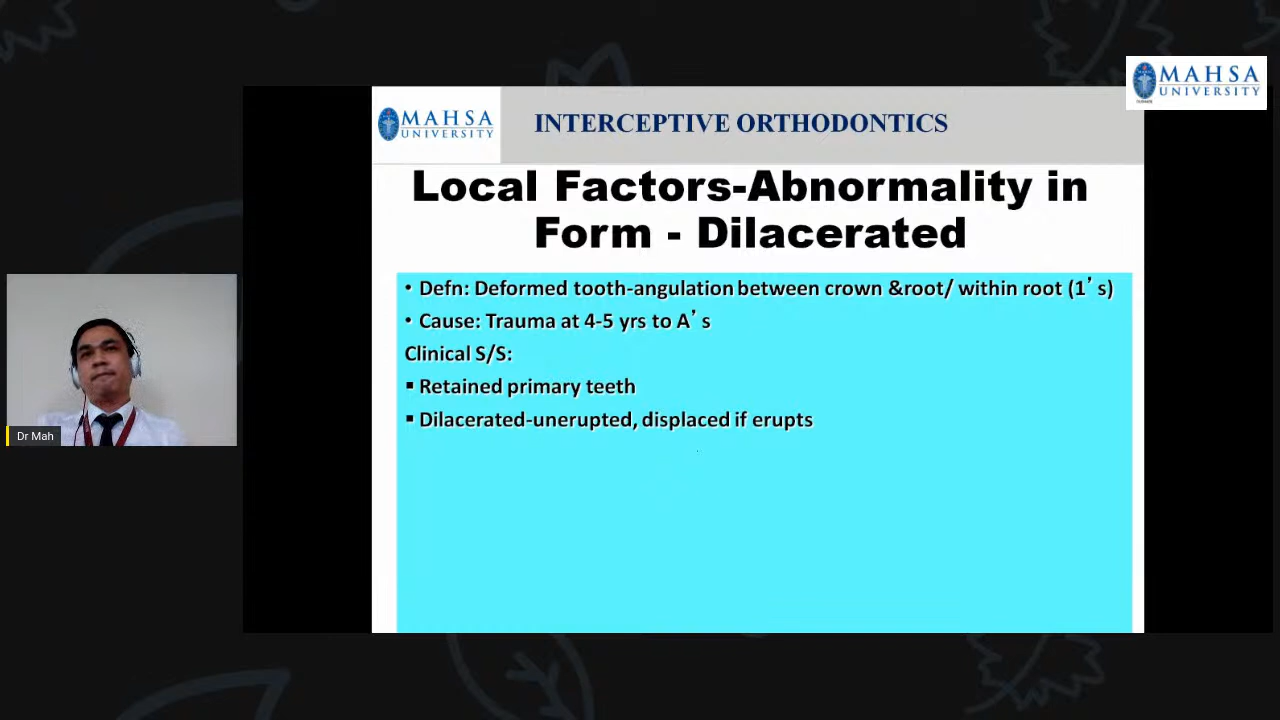 MAHSA
UNIVERSITY
MAHSA
UNIVERSITY
INTERCEPTIVE ORTHODONTICS
Local Factors-Abnormality in
Form - Dilacerated
• Defn: Deformed tooth-angulation between crown &root/ within root (1’ s)
• Cause: Trauma at 4-5 yrs to A’ s
Clinical S/S:
▪ Retained primary teeth
▪ Dilacerated-unerupted, displaced if erupts
Dr Mah